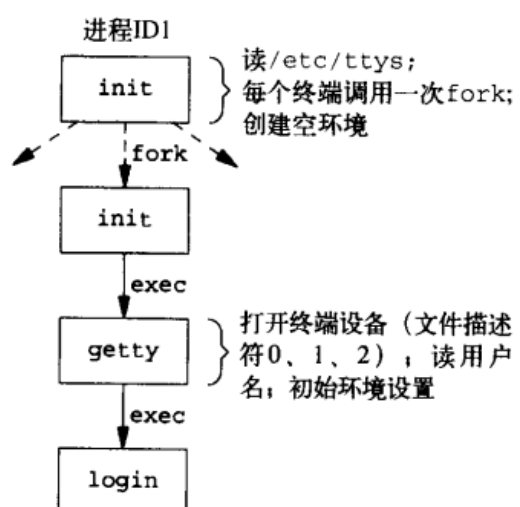 进程ID1
init
读/etc/ttys;
每个终端调用一次fork;
创建空环境
fork
init
exec
getty
打开终端设备（文件描述
符0、1、2）；读用户
名；初始环境设置
exec
login